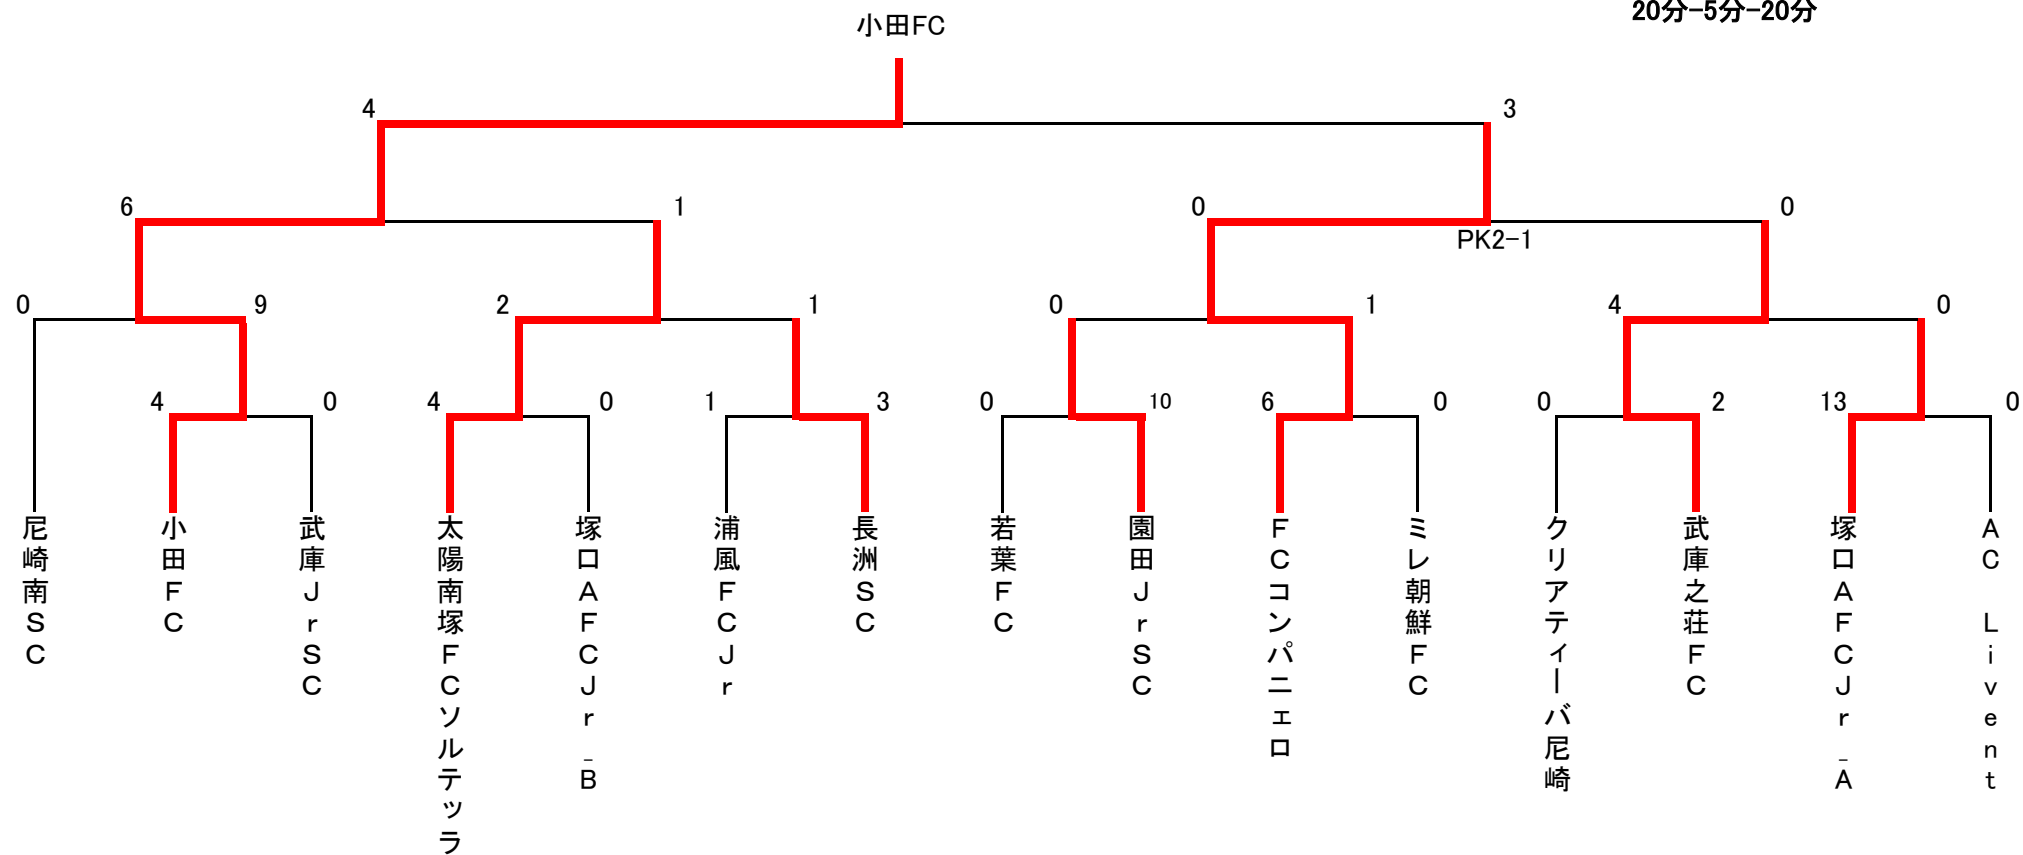 20分-5分-20分
小田FC
4
3
6
1
0
0
PK2-1
0
9
2
1
0
1
4
0
4
0
4
0
1
3
0
10
6
0
0
2
13
0
尼崎南SC
小田FC
武庫JrSC
太陽南塚FCソルテッラ
塚口AFCJr_B
浦風FCJr
長洲SC
若葉FC
園田JrSC
FCコンパニエロ
ミレ朝鮮FC
クリアティーバ尼崎
武庫之荘FC
塚口AFCJr_A
AC Livent